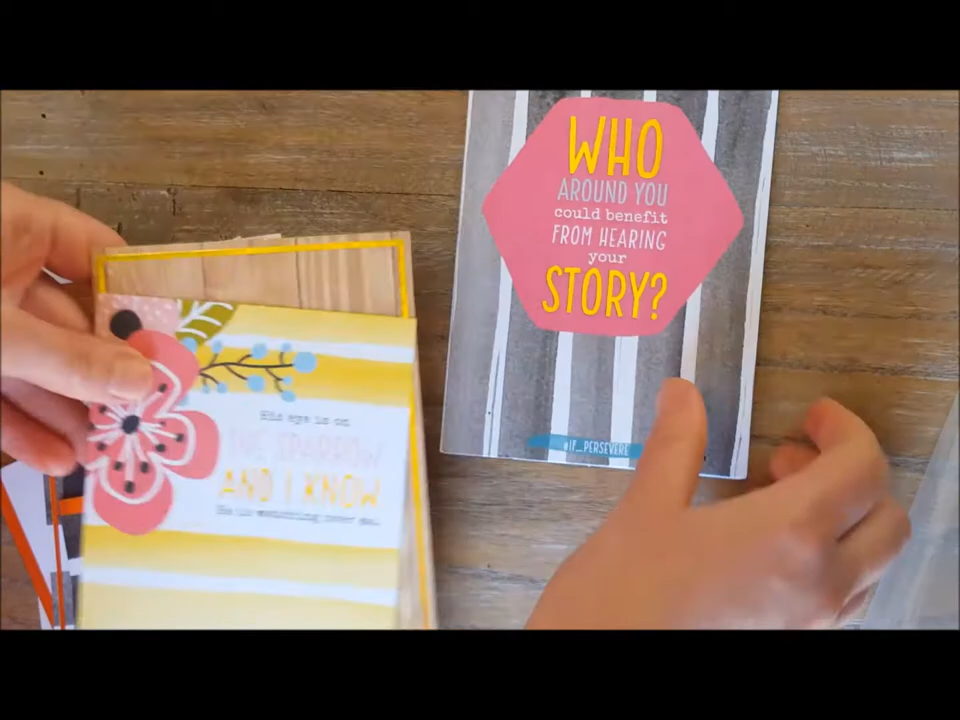 WHO
AROUND YOU
could benefit
FROM HEARING
your
STORY?
#IF_PERSEVERE
His eye is on
THE SPARROW
AND I KNOW
He is watching over me.